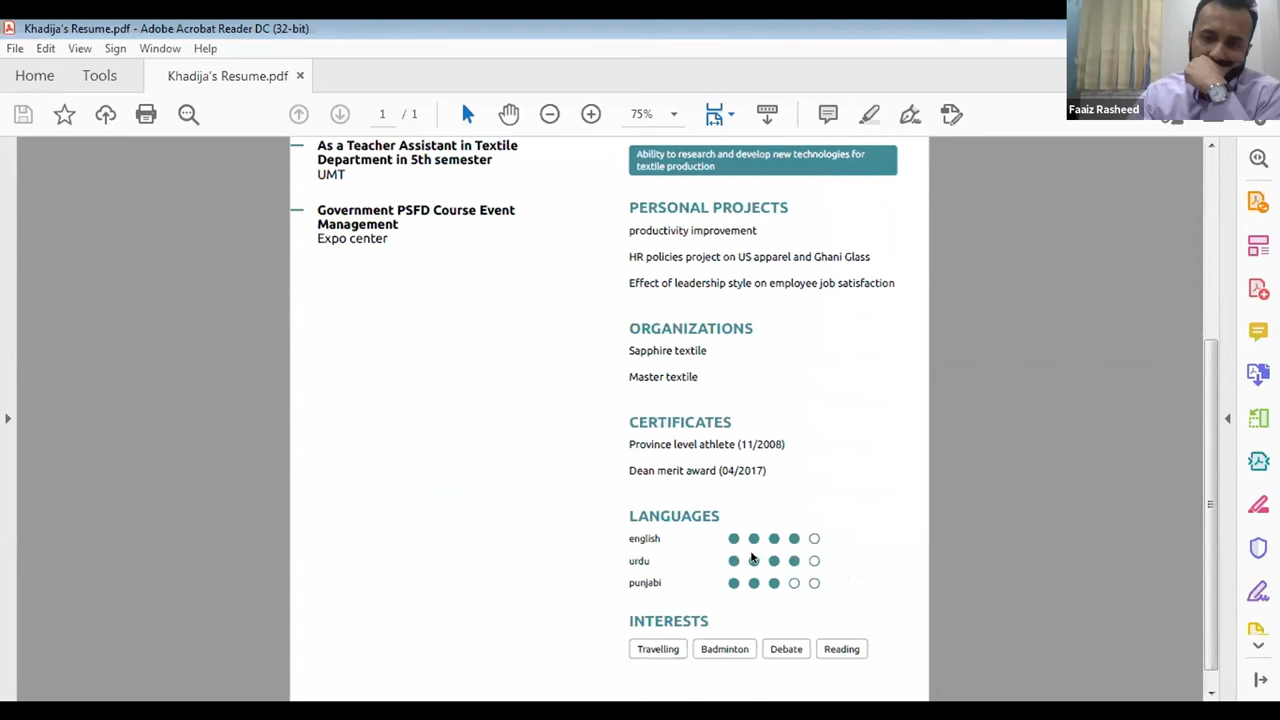 Khadija's Resume.pdf - Adobe Acrobat Reader DC (32-bit)
File Edit View Sign Window Help
Home Tools Khadija's Resume.pdf ×
1 / 1 75%
Faaiz Rasheed
As a Teacher Assistant in Textile
Department in 5th semester
UMT
Government PSFD Course Event
Management
Expo center
Ability to research and develop new technologies for
textile production
PERSONAL PROJECTS
productivity improvement
HR policies project on US apparel and Ghani Glass
Effect of leadership style on employee job satisfaction
ORGANIZATIONS
Sapphire textile
Master textile
CERTIFICATES
Province level athlete (11/2008)
Dean merit award (04/2017)
LANGUAGES
english
urdu
punjabi
INTERESTS
Travelling Badminton Debate Reading